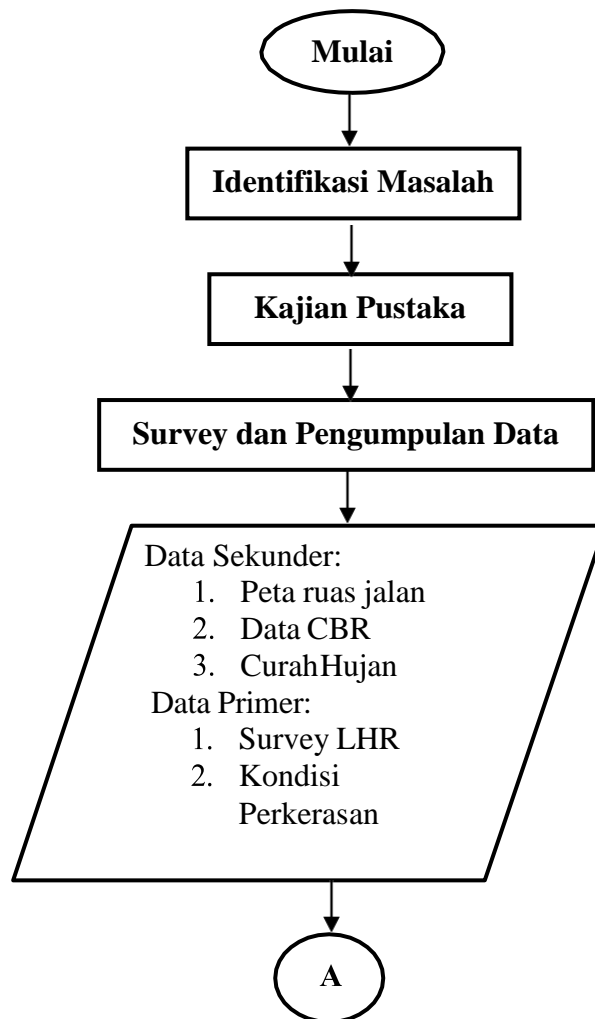 Mulai
Identifikasi Masalah
Kajian Pustaka
Survey dan Pengumpulan Data
Data Sekunder:
1. Peta ruas jalan
2. Data CBR
3. CurahHujan
Data Primer:
1. Survey LHR
2. Kondisi
Perkerasan
A